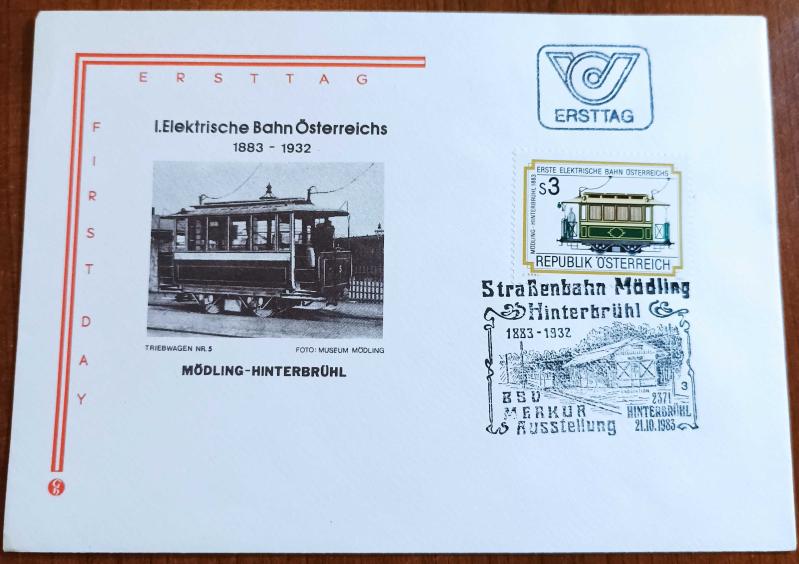 ERSTTAG
FIRST DAY
I.Elektrische Bahn Österreichs
1883 - 1932
TRIEBWAGEN NR.5
FOTO: MUSEUM MÖDLING
MÖDLING-HINTERBRÜHL
ERSTTAG
ERSTE ELEKTRISCHE BAHN ÖSTERREICHS
S3
MÖDLING-HINTERBRÜHL 1883
REPUBLIK ÖSTERREICH
Straßenbahn Mödling
Hinterbrühl
1883-1932
3
BSV
MERKUR
Ausstellung
2371
HINTERBRÜHL
21.10.1983